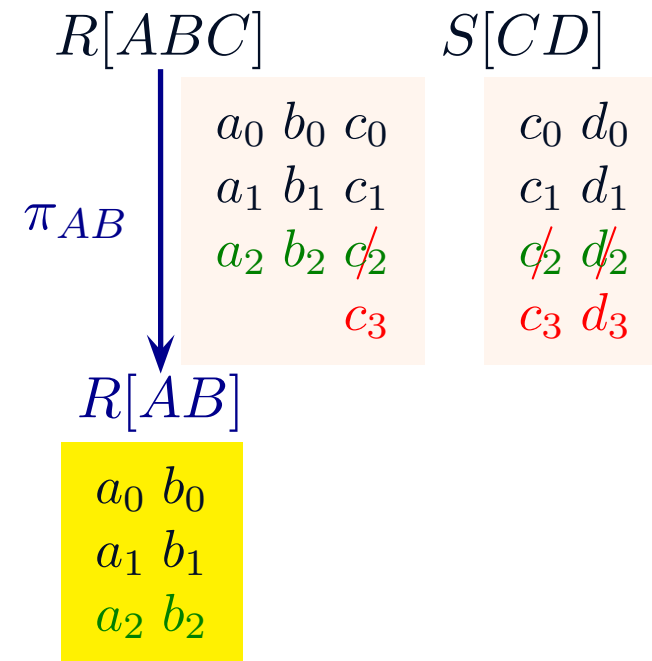 R[ABC] S[CD]
a₀ b₀ c₀ c₀ d₀
a₁ b₁ c₁ c₁ d₁
π_AB
a₂ b₂ c₂ c₂ d₂
c₃ c₃ d₃
R[AB]
a₀ b₀
a₁ b₁
a₂ b₂